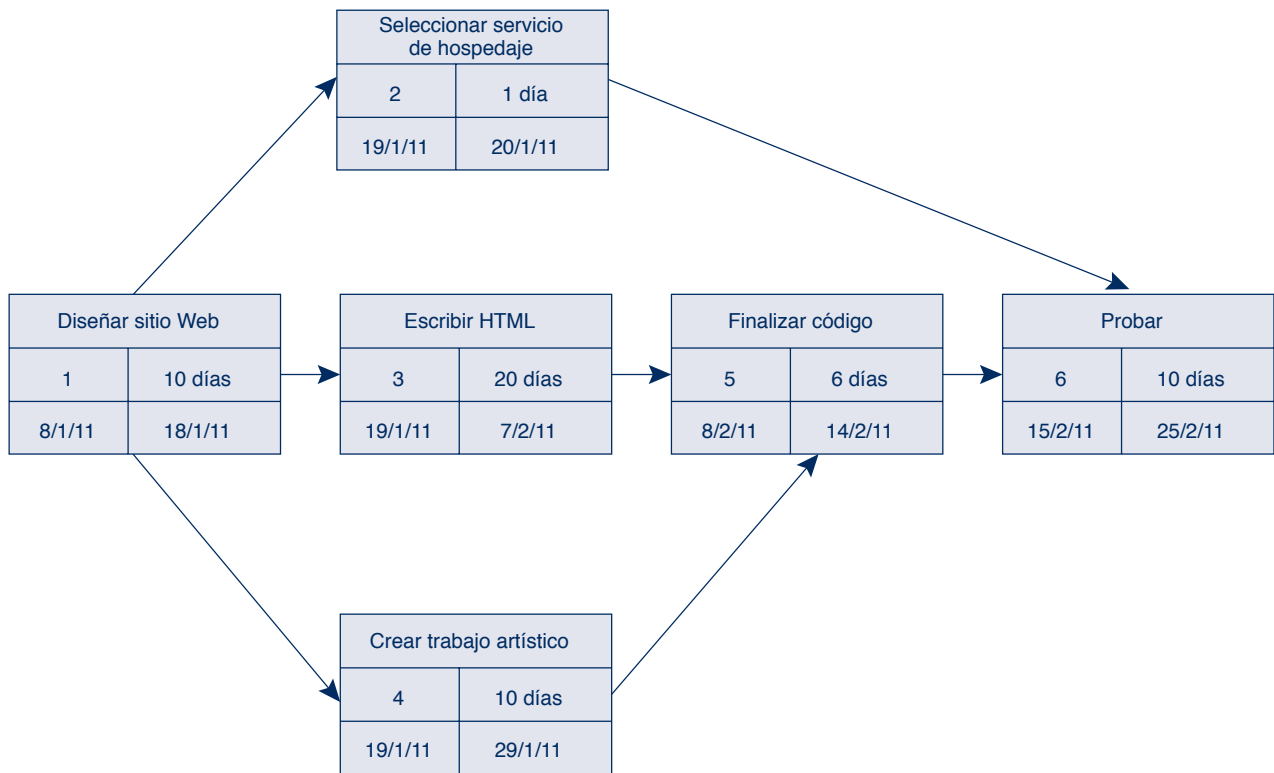 Seleccionar servicio
de hospedaje
2 1 día
19/1/11 20/1/11
Diseñar sitio Web
1 10 días
8/1/11 18/1/11
Escribir HTML
3 20 días
19/1/11 7/2/11
Finalizar código
5 6 días
8/2/11 14/2/11
Probar
6 10 días
15/2/11 25/2/11
Crear trabajo artístico
4 10 días
19/1/11 29/1/11